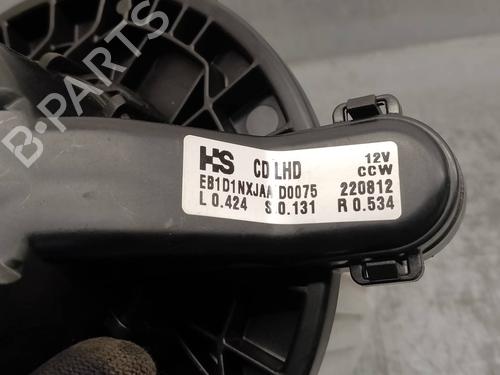 B-PARTS
HS CD LHD 12V
CCW
EB1D1NXJAA D0075 220812
L 0.424 S 0.131 R 0.534